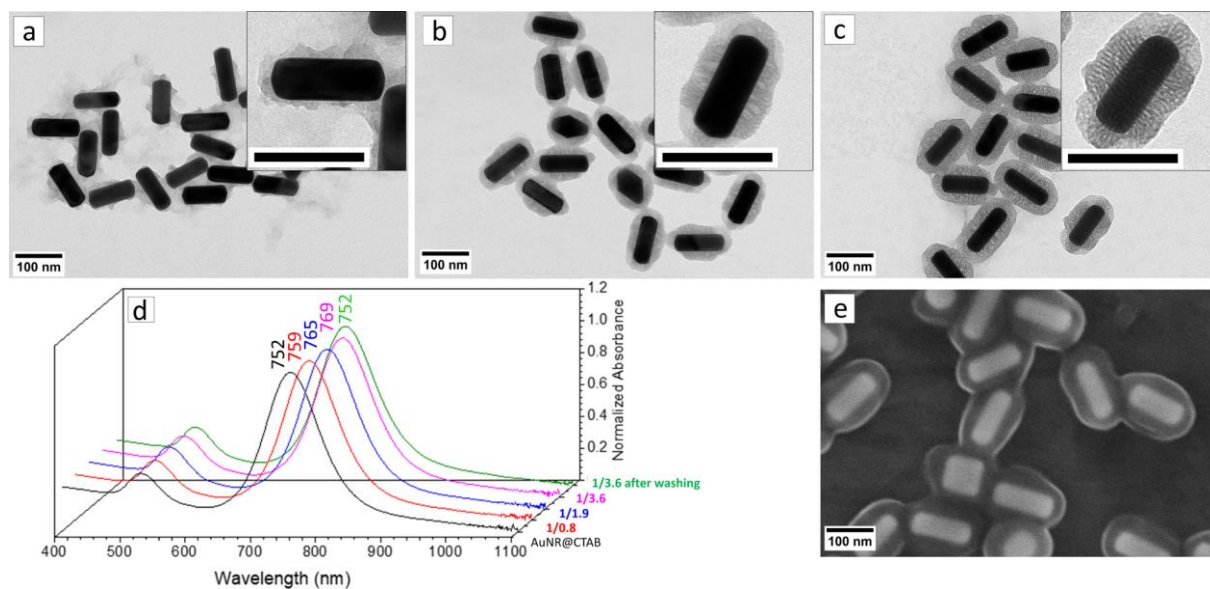 a
100 nm
b
100 nm
c
100 nm
d
752
759
765
769
752
1.2
1.0
0.8
0.6
0.4
0.2
Normalized Absorbance
1/3.6 after washing
1/3.6
1/1.9
1/0.8
AuNR@CTAB
400 500 600 700 800 900 1000 1100
Wavelength (nm)
e
100 nm